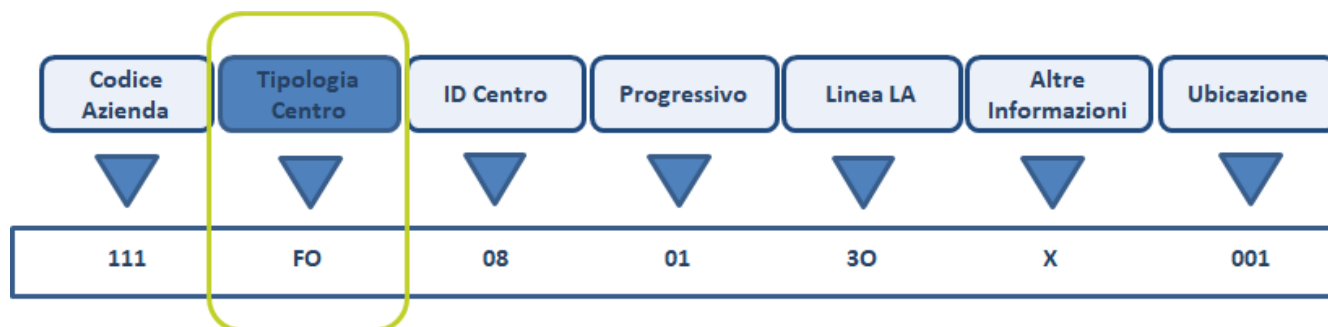 Codice
Azienda
Tipologia
Centro
ID Centro
Progressivo
Linea LA
Altre
Informazioni
Ubicazione
111 FO 08 01 3O X 001